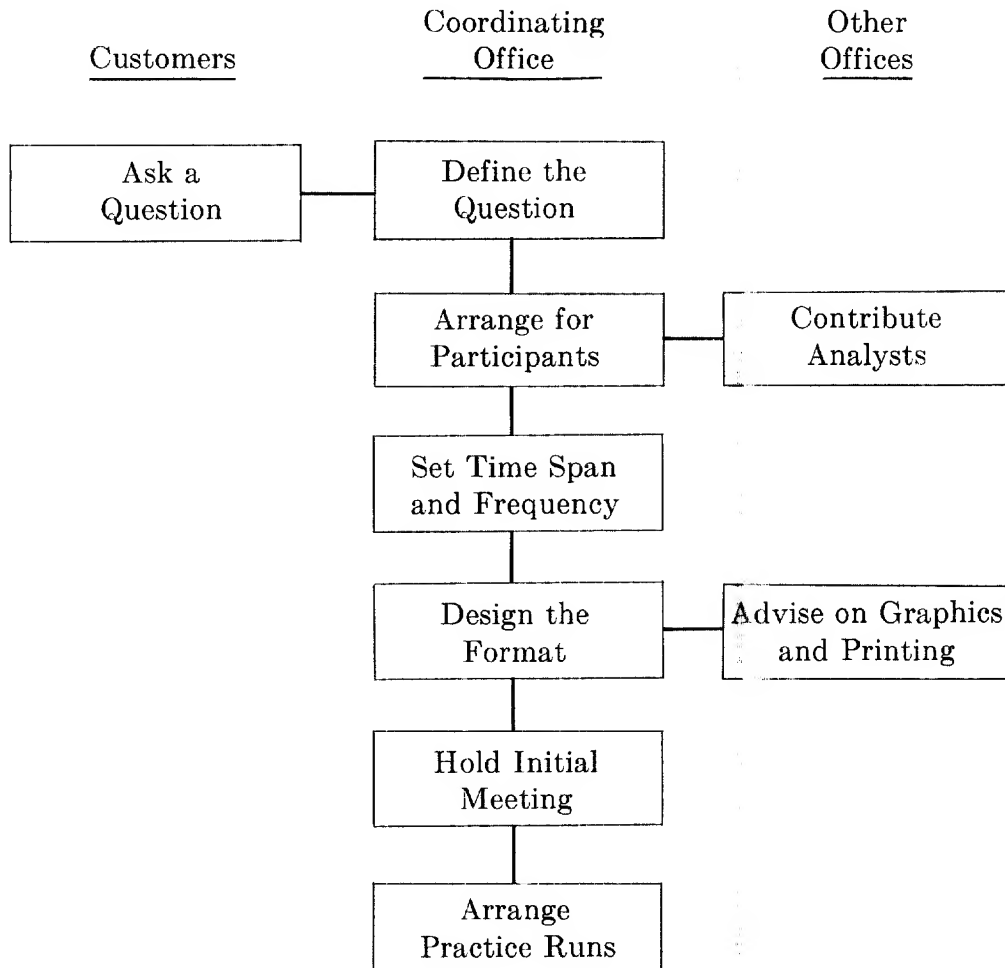 Customers
Coordinating
Office
Other
Offices
Ask a
Question
Define the
Question
Arrange for
Participants
Contribute
Analysts
Set Time Span
and Frequency
Design the
Format
Advise on Graphics
and Printing
Hold Initial
Meeting
Arrange
Practice Runs